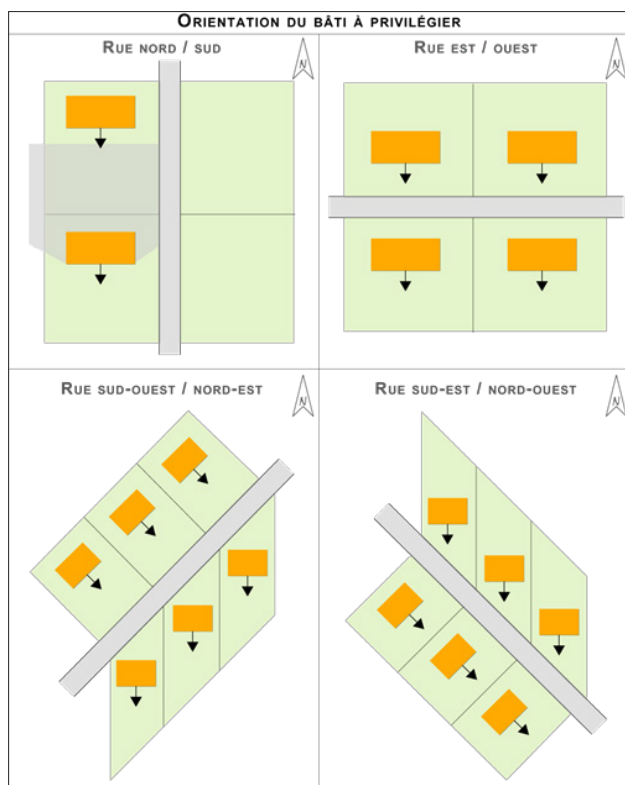 ORIENTATION DU BÂTI À PRIVILÉGIER
RUE NORD / SUD
N
RUE EST / OUEST
N
RUE SUD-OUEST / NORD-EST
N
RUE SUD-EST / NORD-OUEST
N